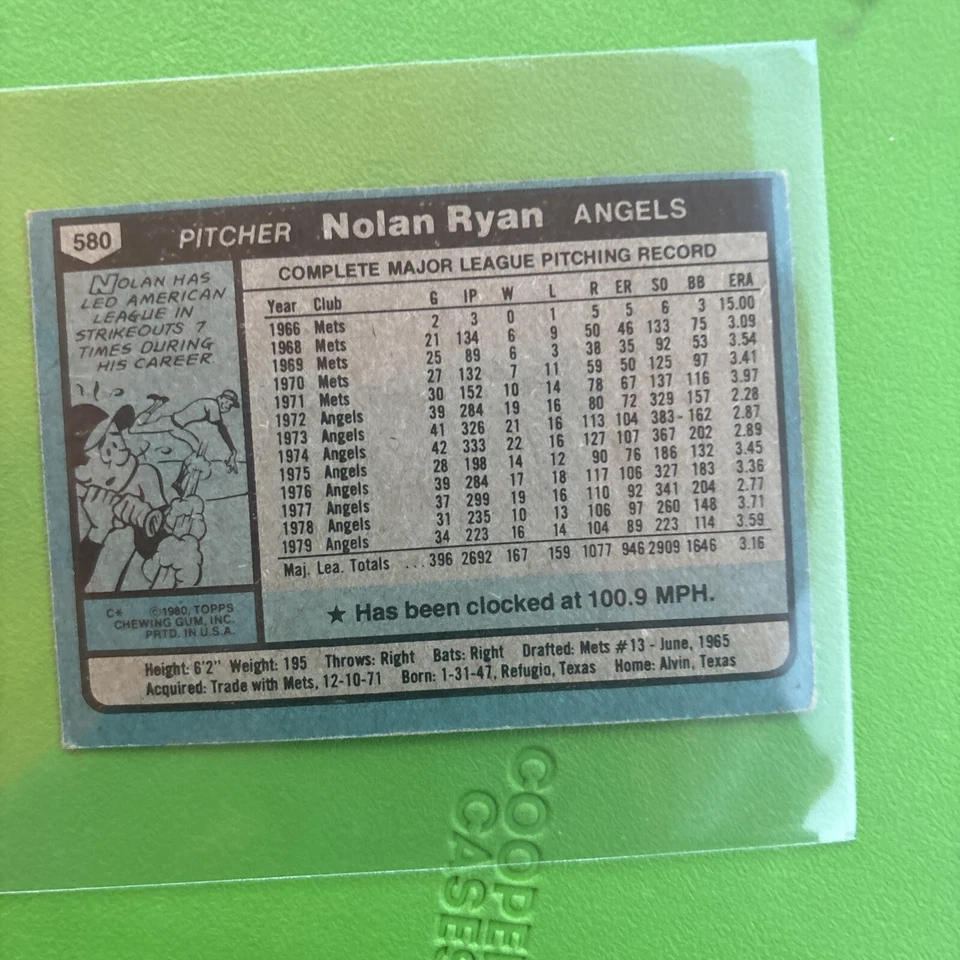 580 PITCHER Nolan Ryan ANGELS
NOLAN HAS
LED AMERICAN
LEAGUE IN
STRIKEOUTS 7
TIMES DURING
HIS CAREER
C* ©1980, TOPPS
CHEWING GUM, INC.
PRTD. IN U.S.A.
COMPLETE MAJOR LEAGUE PITCHING RECORD
Year Club G IP W L R ER SO BB ERA
1966 Mets 2 3 0 1 5 5 6 3 15.00
1968 Mets 21 134 6 9 50 46 133 75 3.09
1969 Mets 25 89 6 3 38 35 92 53 3.54
1970 Mets 27 132 7 11 59 50 125 97 3.41
1971 Mets 30 152 10 14 78 67 137 116 3.97
1972 Angels 39 284 19 16 80 72 329 157 2.28
1973 Angels 41 326 21 16 113 104 383- 162 2.87
1974 Angels 42 333 22 16 127 107 367 202 2.89
1975 Angels 28 198 14 12 90 76 186 132 3.45
1976 Angels 39 284 17 18 117 106 327 183 3.36
1977 Angels 37 299 19 16 110 92 341 204 2.77
1978 Angels 31 235 10 13 106 97 260 148 3.71
1979 Angels 34 223 16 14 104 89 223 114 3.59
Maj. Lea. Totals ... 396 2692 167 159 1077 946 2909 1646 3.16
★ Has been clocked at 100.9 MPH.
Height: 6'2" Weight: 195 Throws: Right Bats: Right Drafted: Mets #13 - June, 1965
Acquired: Trade with Mets, 12-10-71 Born: 1-31-47, Refugio, Texas Home: Alvin, Texas
COOPE
CASES